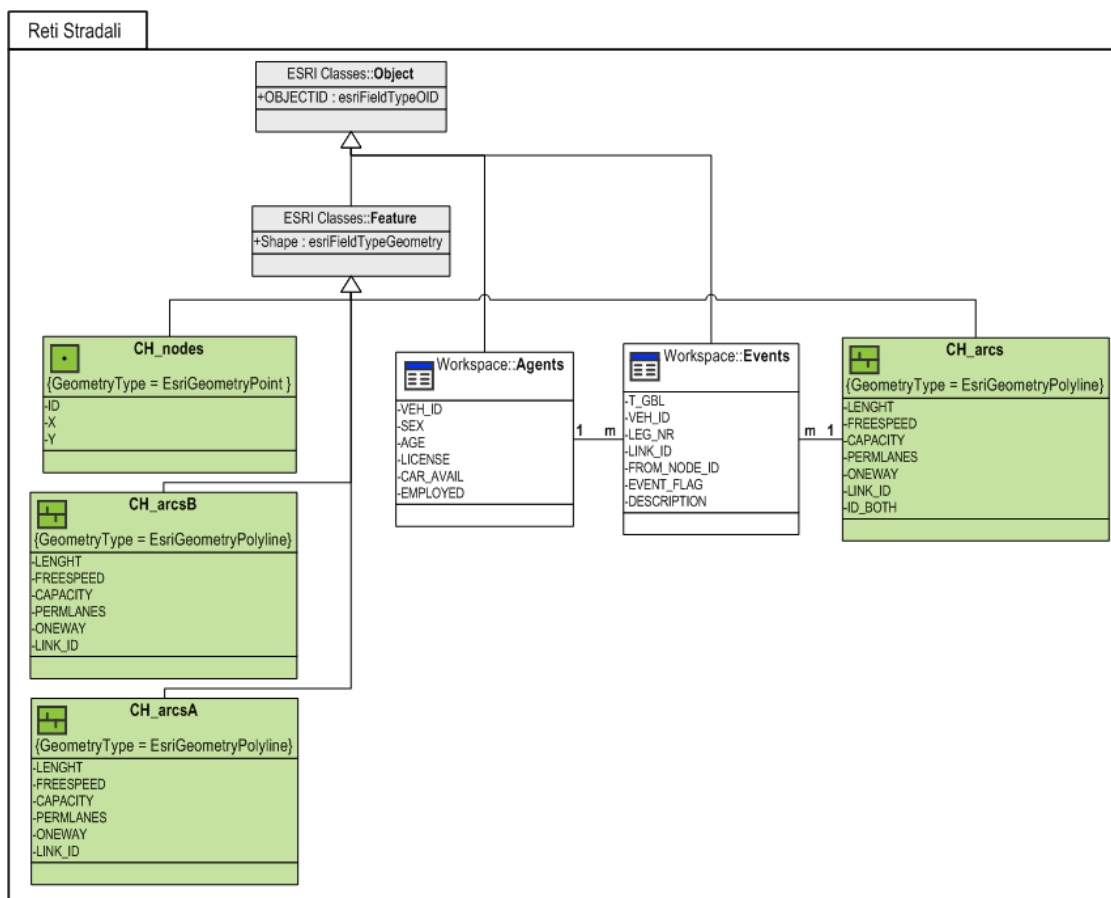 Reti Stradali
ESRI Classes::Object
+OBJECTID : esriFieldTypeOID
ESRI Classes::Feature
+Shape : esriFieldTypeGeometry
CH_nodes
{GeometryType = EsriGeometryPoint }
-ID
-X
-Y
Workspace::Agents
-VEH_ID
-SEX
-AGE
-LICENSE
-CAR_AVAIL
-EMPLOYED
1 m
Workspace::Events
-T_GBL
-VEH_ID
-LEG_NR
-LINK_ID
-FROM_NODE_ID
-EVENT_FLAG
-DESCRIPTION
m 1
CH_arcs
{GeometryType = EsriGeometryPolyline}
-LENGHT
-FREESPEED
-CAPACITY
-PERMLANES
-ONEWAY
-LINK_ID
-ID_BOTH
CH_arcsB
{GeometryType = EsriGeometryPolyline}
-LENGHT
-FREESPEED
-CAPACITY
-PERMLANES
-ONEWAY
-LINK_ID
CH_arcsA
{GeometryType = EsriGeometryPolyline}
-LENGHT
-FREESPEED
-CAPACITY
-PERMLANES
-ONEWAY
-LINK_ID